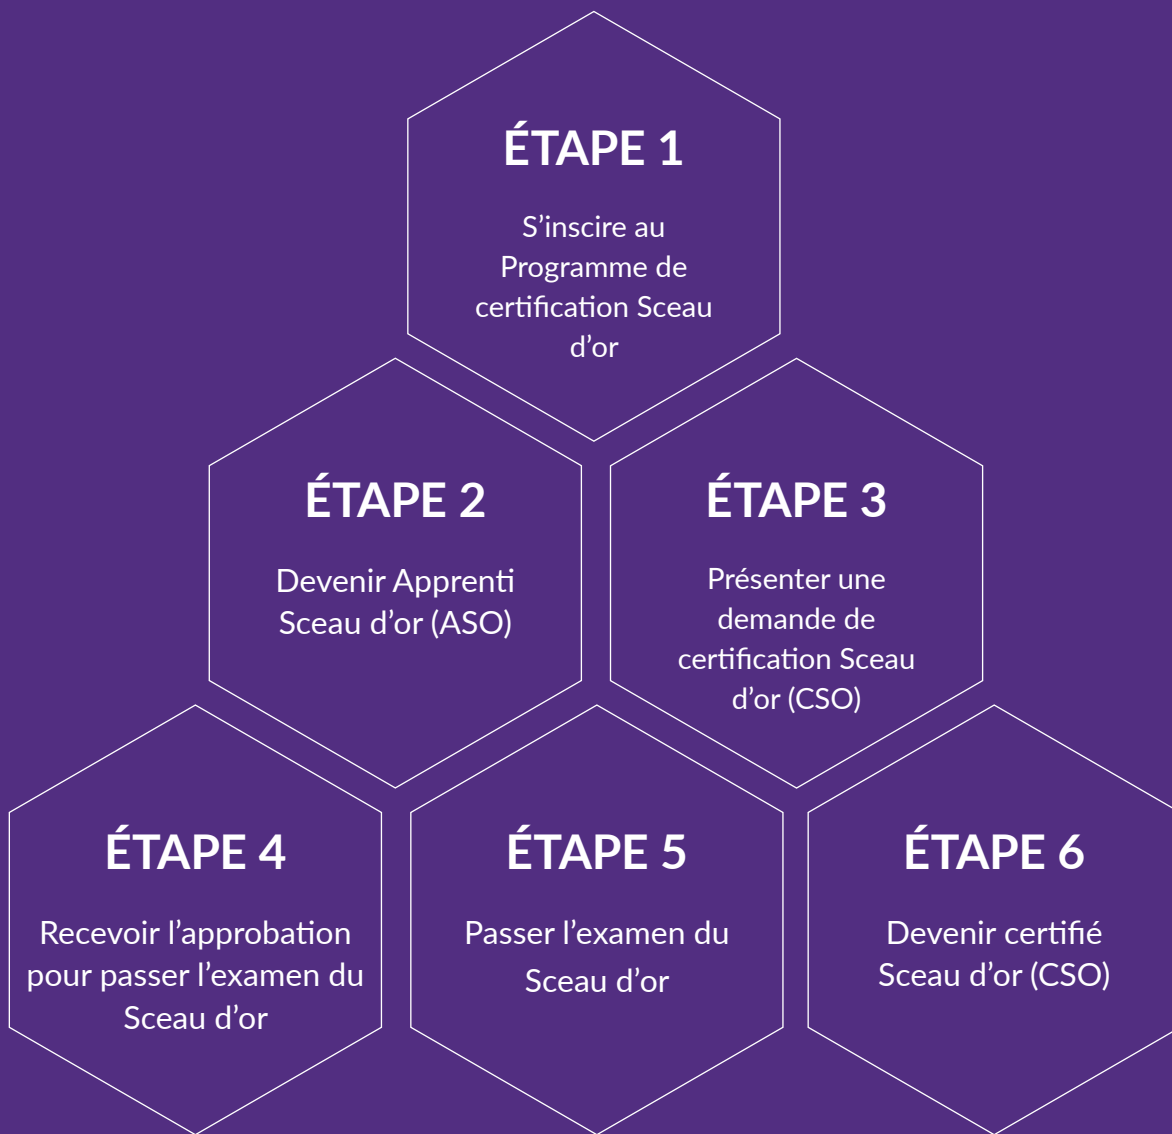 ÉTAPE 1
S’inscire au
Programme de
certification Sceau
d’or
ÉTAPE 2
Devenir Apprenti
Sceau d’or (ASO)
ÉTAPE 3
Présenter une
demande de
certification Sceau
d’or (CSO)
ÉTAPE 4
Recevoir l’approbation
pour passer l’examen du
Sceau d’or
ÉTAPE 5
Passer l’examen du
Sceau d’or
ÉTAPE 6
Devenir certifié
Sceau d’or (CSO)